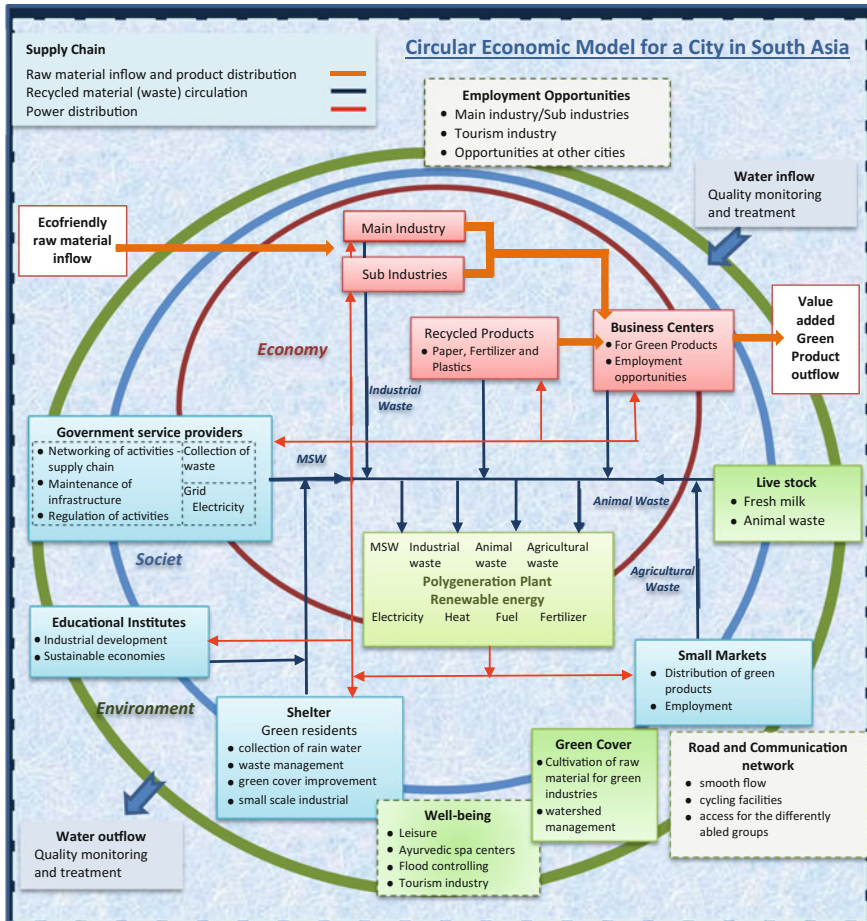 Circular Economic Model for a City in South Asia
Supply Chain
Raw material inflow and product distribution
Recycled material (waste) circulation
Power distribution
Employment Opportunities
• Main industry/Sub industries
• Tourism industry
• Opportunities at other cities
Water inflow
Quality monitoring
and treatment
Ecofriendly
raw material
inflow
Main Industry
Sub Industries
Value
added
Green
Product
outflow
Recycled Products
• Paper, Fertilizer and
Plastics
Business Centers
• For Green Products
• Employment
opportunities
Economy
Industrial
Waste
Government service providers
• Networking of activities -
supply chain
• Maintenance of
infrastructure
• Regulation of activities
Collection of
waste
Grid
Electricity
MSW
Animal Waste
Live stock
• Fresh milk
• Animal waste
Societ
MSW Industrial Animal Agricultural
waste waste waste
Polygeneration Plant
Renewable energy
Electricity Heat Fuel Fertilizer
Agricultural
Waste
Educational Institutes
• Industrial development
• Sustainable economies
Small Markets
• Distribution of green
products
• Employment
Environment
Shelter
Green residents
• collection of rain water
• waste management
• green cover improvement
• small scale industrial
Green Cover
• Cultivation of raw
material for green
industries
• watershed
management
Road and Communication
network
• smooth flow
• cycling facilities
• access for the differently
abled groups
Well-being
• Leisure
• Ayurvedic spa centers
• Flood controlling
• Tourism industry
Water outflow
Quality monitoring
and treatment